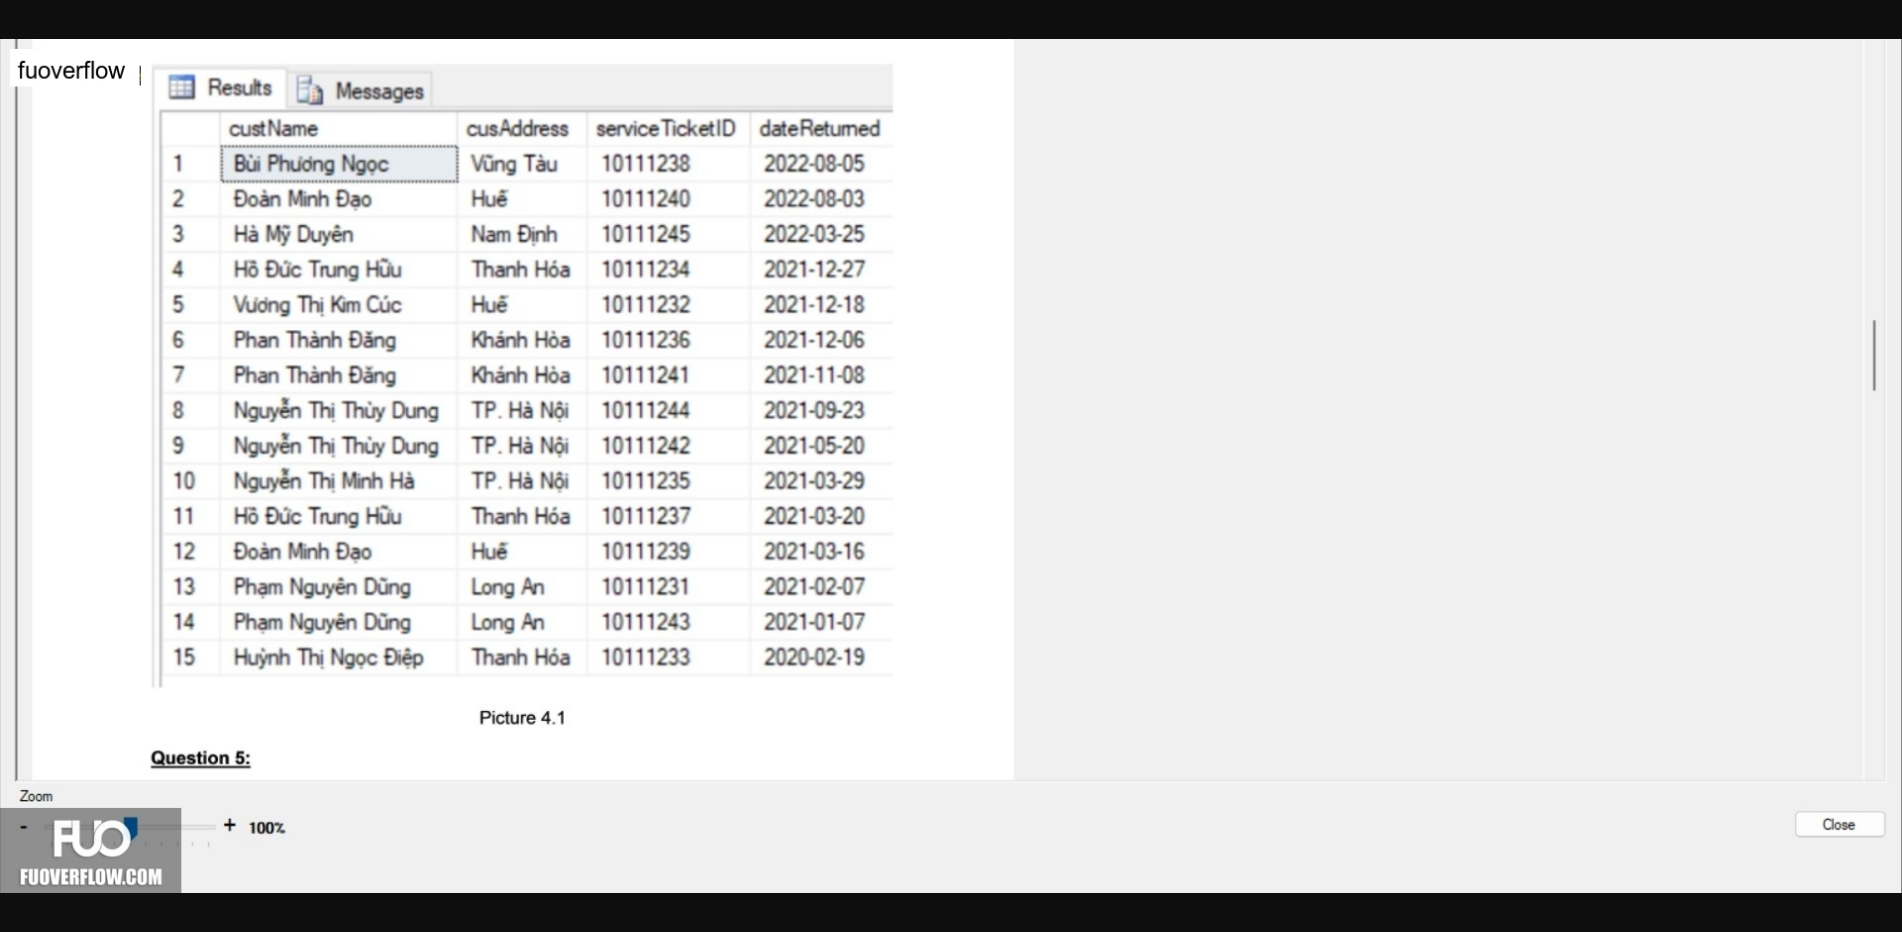 fuoverflow
Results Messages
custName cusAddress serviceTicketID dateReturned
1 Bùi Phương Ngọc Vũng Tàu 10111238 2022-08-05
2 Đoàn Minh Đạo Huế 10111240 2022-08-03
3 Hà Mỹ Duyên Nam Định 10111245 2022-03-25
4 Hồ Đức Trung Hữu Thanh Hóa 10111234 2021-12-27
5 Vương Thị Kim Cúc Huế 10111232 2021-12-18
6 Phan Thành Đăng Khánh Hòa 10111236 2021-12-06
7 Phan Thành Đăng Khánh Hòa 10111241 2021-11-08
8 Nguyễn Thị Thùy Dung TP. Hà Nội 10111244 2021-09-23
9 Nguyễn Thị Thùy Dung TP. Hà Nội 10111242 2021-05-20
10 Nguyễn Thị Minh Hà TP. Hà Nội 10111235 2021-03-29
11 Hồ Đức Trung Hữu Thanh Hóa 10111237 2021-03-20
12 Đoàn Minh Đạo Huế 10111239 2021-03-16
13 Phạm Nguyên Dũng Long An 10111231 2021-02-07
14 Phạm Nguyên Dũng Long An 10111243 2021-01-07
15 Huỳnh Thị Ngọc Điệp Thanh Hóa 10111233 2020-02-19
Picture 4.1
Question 5:
Zoom
- + 100%
Close
FUO
FUOVERFLOW.COM